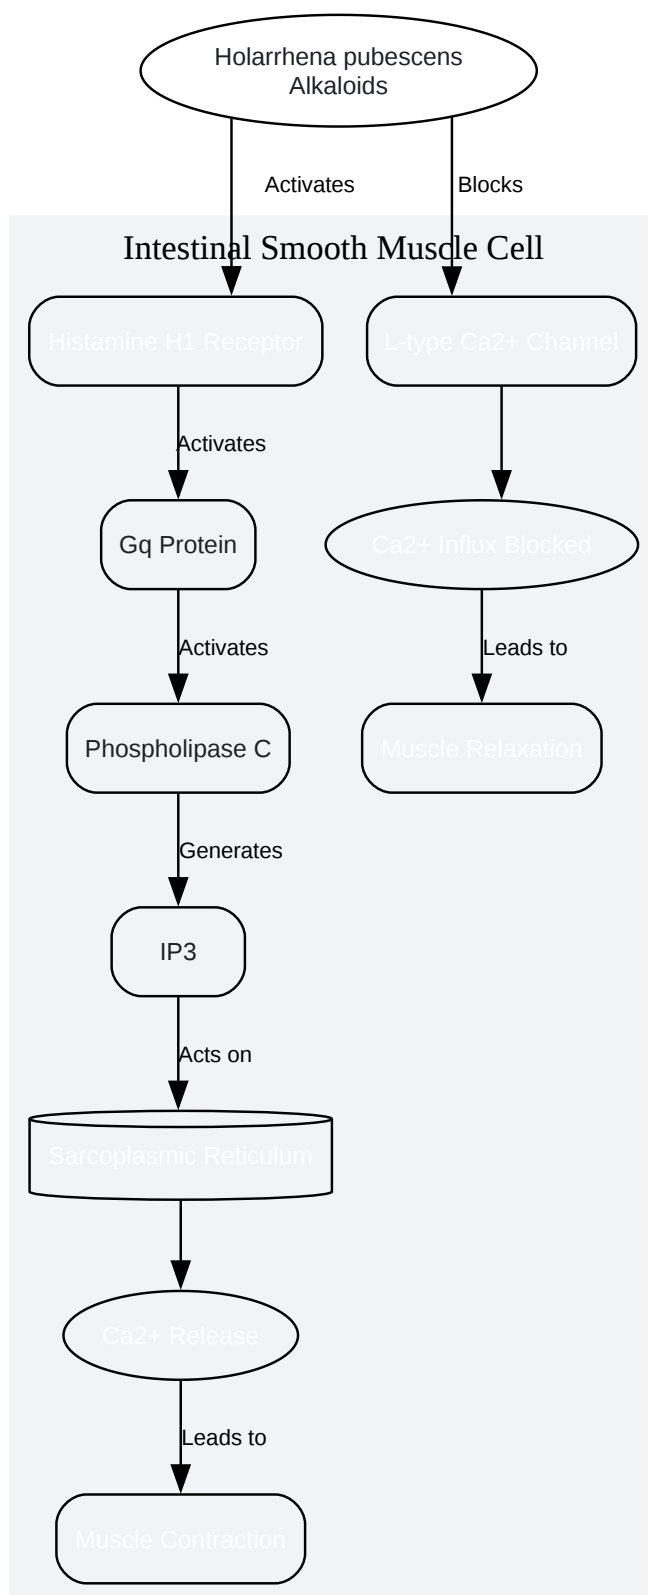 Holarrhena pubescens
Alkaloids
Activates
Blocks
Intestinal Smooth Muscle Cell
Histamine H1 Receptor
L-type Ca2+ Channel
Activates
Gq Protein
Ca2+ Influx Blocked
Activates
Leads to
Phospholipase C
Muscle Relaxation
Generates
IP3
Acts on
Sarcoplasmic Reticulum
Ca2+ Release
Leads to
Muscle Contraction